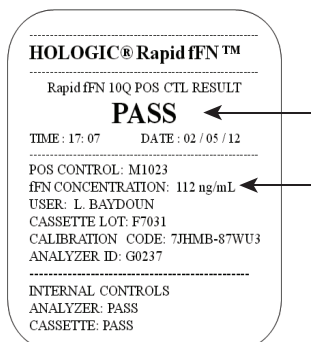 HOLOGIC® Rapid fFN ™
Rapid fFN 10Q POS CTL RESULT
PASS
TIME : 17: 07 DATE : 02 / 05 / 12
POS CONTROL: M1023
fFN CONCENTRATION: 112 ng/mL
USER: L. BAYDOUN
CASSETTE LOT: F7031
CALIBRATION CODE: 7JHMB-87WU3
ANALYZER ID: G0237
INTERNAL CONTROLS
ANALYZER: PASS
CASSETTE: PASS